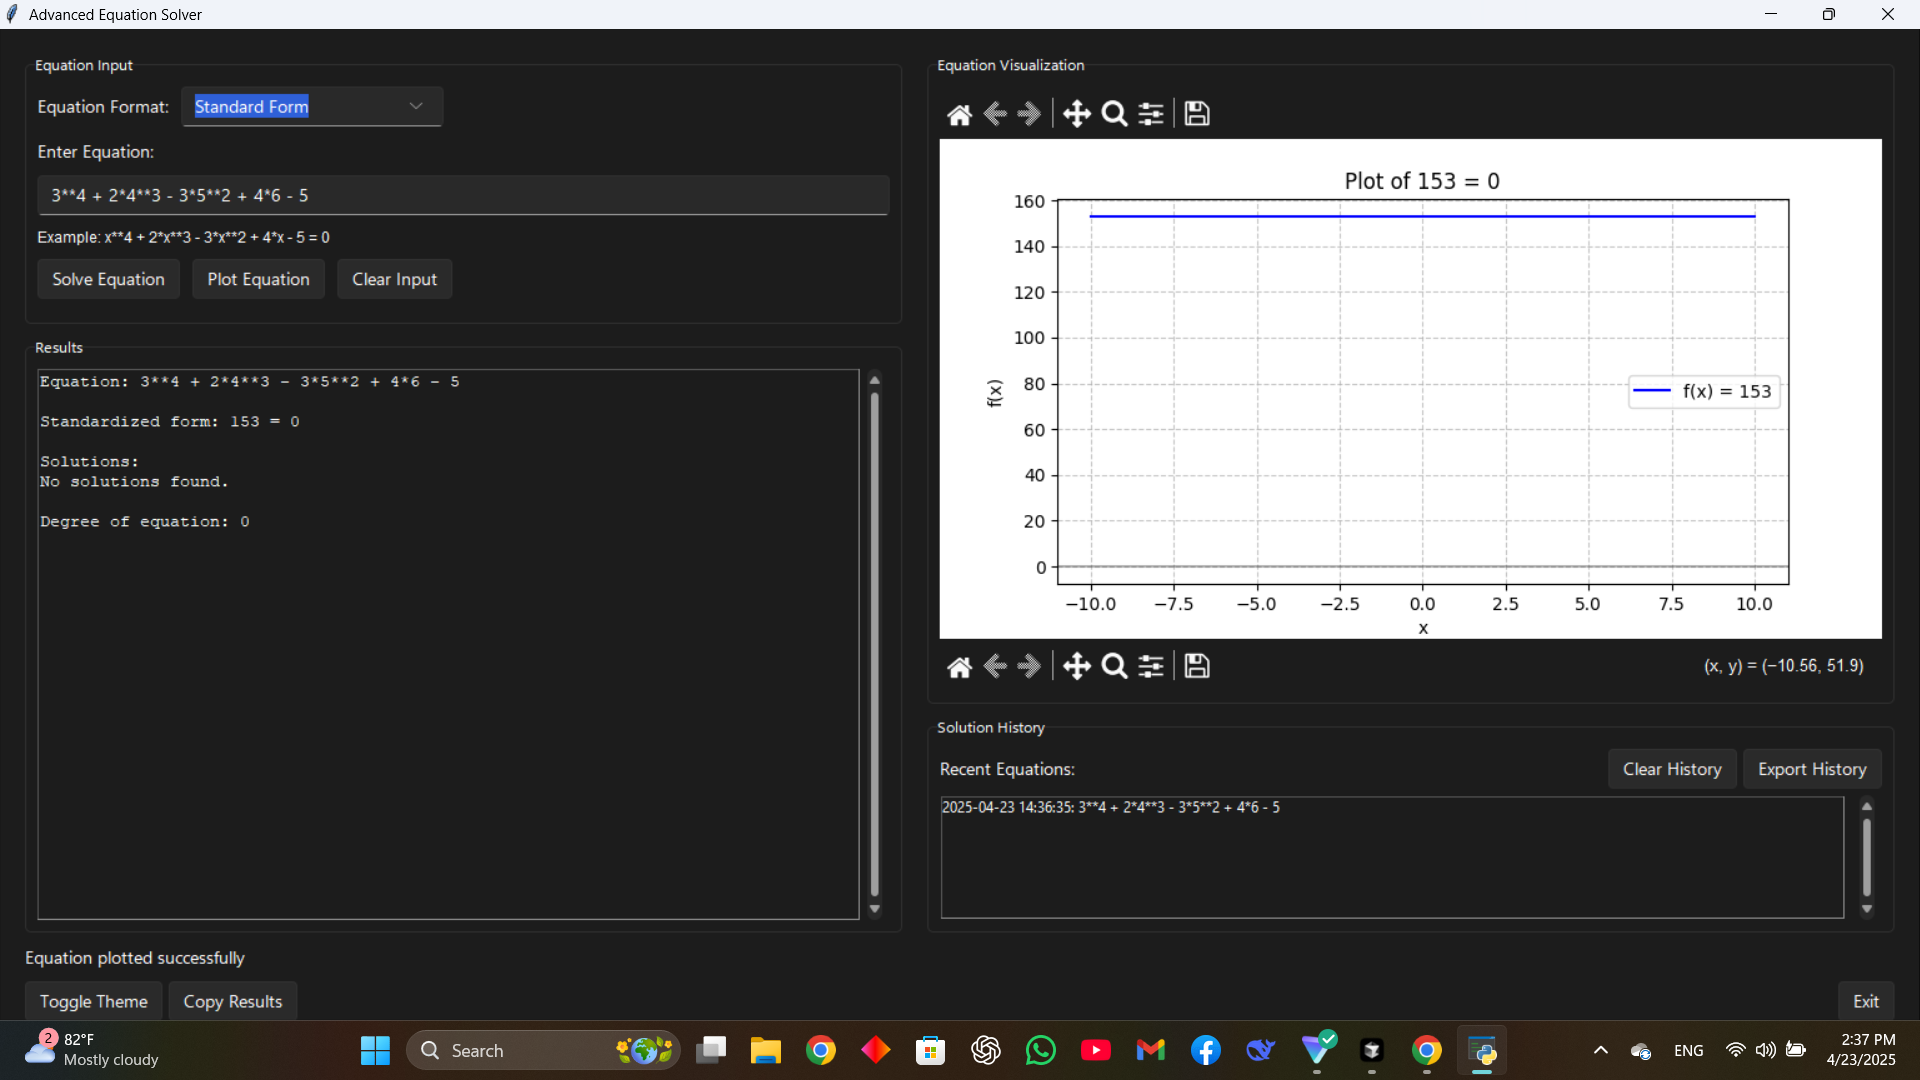 Advanced Equation Solver
Equation Input
Equation Format: Standard Form
Enter Equation:
3**4 + 2*4**3 - 3*5**2 + 4*6 - 5
Example: x**4 + 2*x**3 - 3*x**2 + 4*x - 5 = 0
Solve Equation Plot Equation Clear Input
Results
Equation: 3**4 + 2*4**3 - 3*5**2 + 4*6 - 5
Standardized form: 153 = 0
Solutions:
No solutions found.
Degree of equation: 0
Equation Visualization
Plot of 153 = 0
160
140
120
100
80
60
40
20
0
f(x)
f(x) = 153
−10.0 −7.5 −5.0 −2.5 0.0 2.5 5.0 7.5 10.0
x
(x, y) = (−10.56, 51.9)
Solution History
Recent Equations: Clear History Export History
2025-04-23 14:36:35: 3**4 + 2*4**3 - 3*5**2 + 4*6 - 5
Equation plotted successfully
Toggle Theme Copy Results Exit
2 82°F
Mostly cloudy
Search
ENG
2:37 PM
4/23/2025